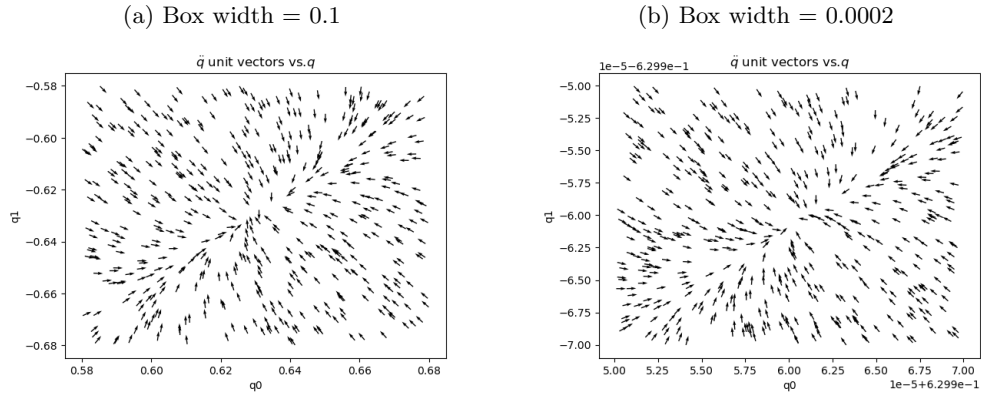 (a) Box width = 0.1
q̈ unit vectors vs.q
−0.58
−0.60
−0.62
−0.64
−0.66
−0.68
q1
0.58 0.60 0.62 0.64 0.66 0.68
q0
(b) Box width = 0.0002
1e−5−6.299e−1
q̈ unit vectors vs.q
−5.00
−5.25
−5.50
−5.75
−6.00
−6.25
−6.50
−6.75
−7.00
q1
5.00 5.25 5.50 5.75 6.00 6.25 6.50 6.75 7.00
q0
1e−5+6.299e−1